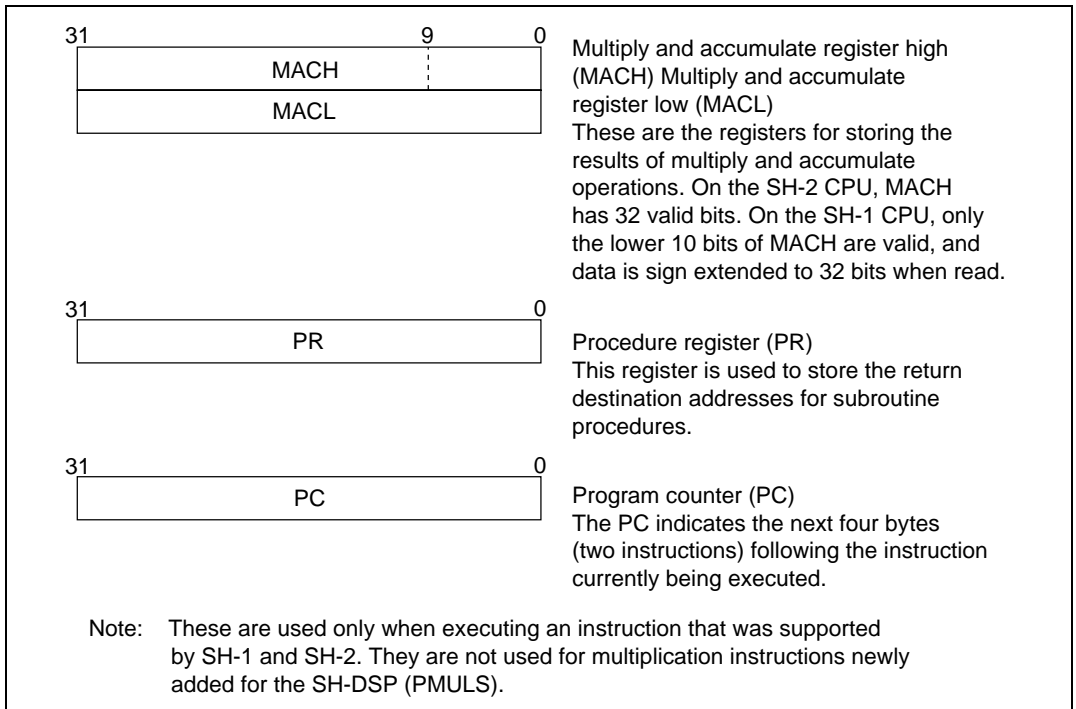 31 9 0
MACH
MACL
Multiply and accumulate register high
(MACH) Multiply and accumulate
register low (MACL)
These are the registers for storing the
results of multiply and accumulate
operations. On the SH-2 CPU, MACH
has 32 valid bits. On the SH-1 CPU, only
the lower 10 bits of MACH are valid, and
data is sign extended to 32 bits when read.
31 0
PR
Procedure register (PR)
This register is used to store the return
destination addresses for subroutine
procedures.
31 0
PC
Program counter (PC)
The PC indicates the next four bytes
(two instructions) following the instruction
currently being executed.
Note: These are used only when executing an instruction that was supported
by SH-1 and SH-2. They are not used for multiplication instructions newly
added for the SH-DSP (PMULS).